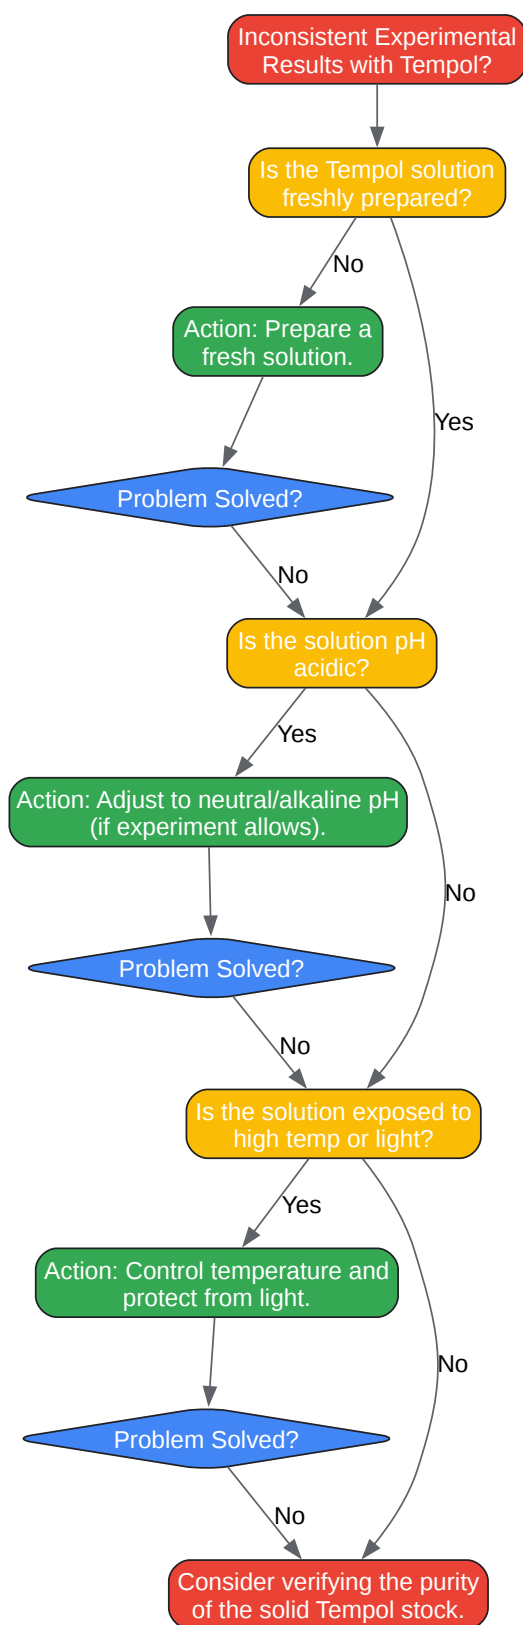 Inconsistent Experimental
Results with Tempol?
Is the Tempol solution
freshly prepared?
No
Action: Prepare a
fresh solution.
Yes
Problem Solved?
No
Is the solution pH
acidic?
Yes
Action: Adjust to neutral/alkaline pH
(if experiment allows).
No
Problem Solved?
No
Is the solution exposed to
high temp or light?
Yes
Action: Control temperature and
protect from light.
No
Problem Solved?
No
Consider verifying the purity
of the solid Tempol stock.